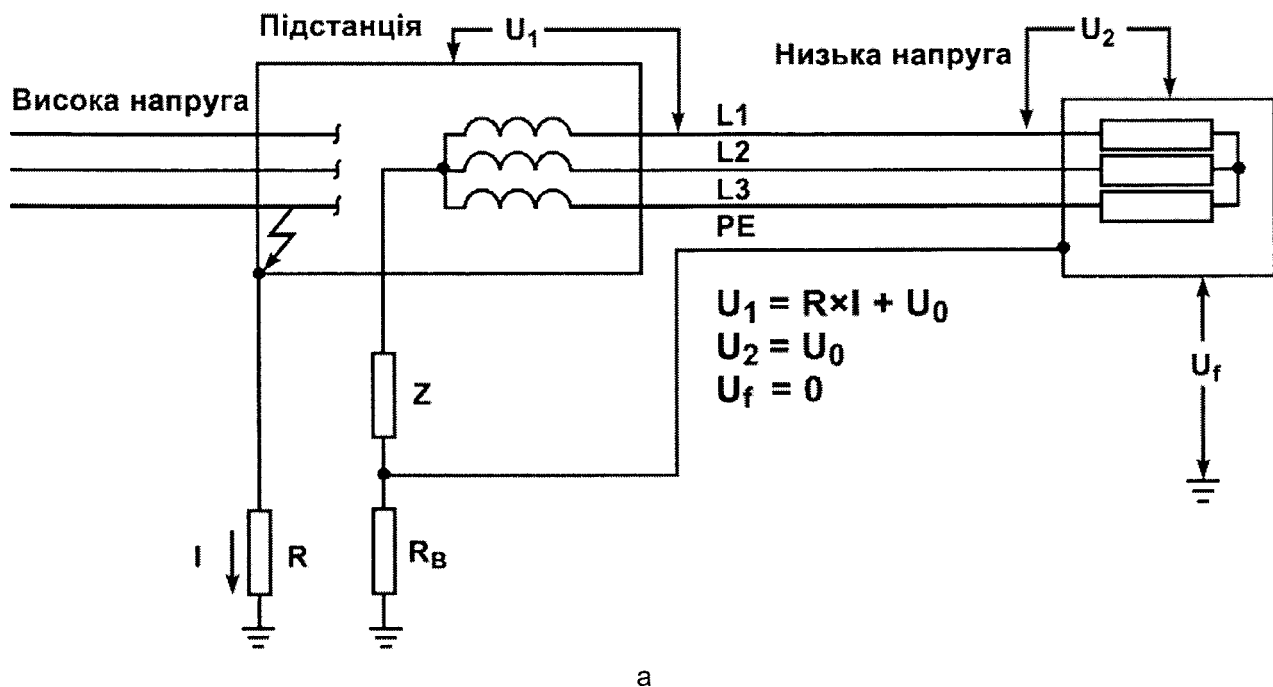 Підстанція
U1
U2
Низька напруга
Висока напруга
L1
L2
L3
PE
U1 = R×I + U0
U2 = U0
Uf = 0
Uf
Z
I
R
RB
а